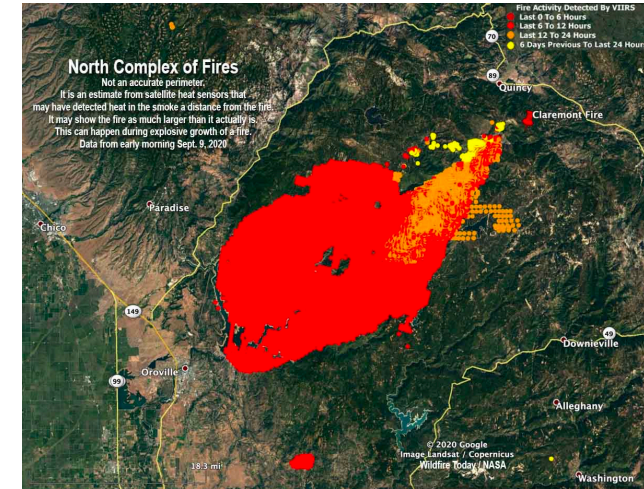 Fire Activity Detected By VIIRS
Last 0 To 6 Hours
Last 6 To 12 Hours
Last 12 To 24 Hours
6 Days Previous To Last 24 Hour
North Complex of Fires
Not an accurate perimeter.
It is an estimate from satellite heat sensors that
may have detected heat in the smoke a distance from the fire.
It may show the fire as much larger than it actually is.
This can happen during explosive growth of a fire.
Data from early morning Sept. 9, 2020
70
89
Quincy
Claremont Fire
Paradise
Chico
149
99
Oroville
49
Downieville
Alleghany
Washington
18.3 mi
© 2020 Google
Image Landsat / Copernicus
Wildfire Today / NASA